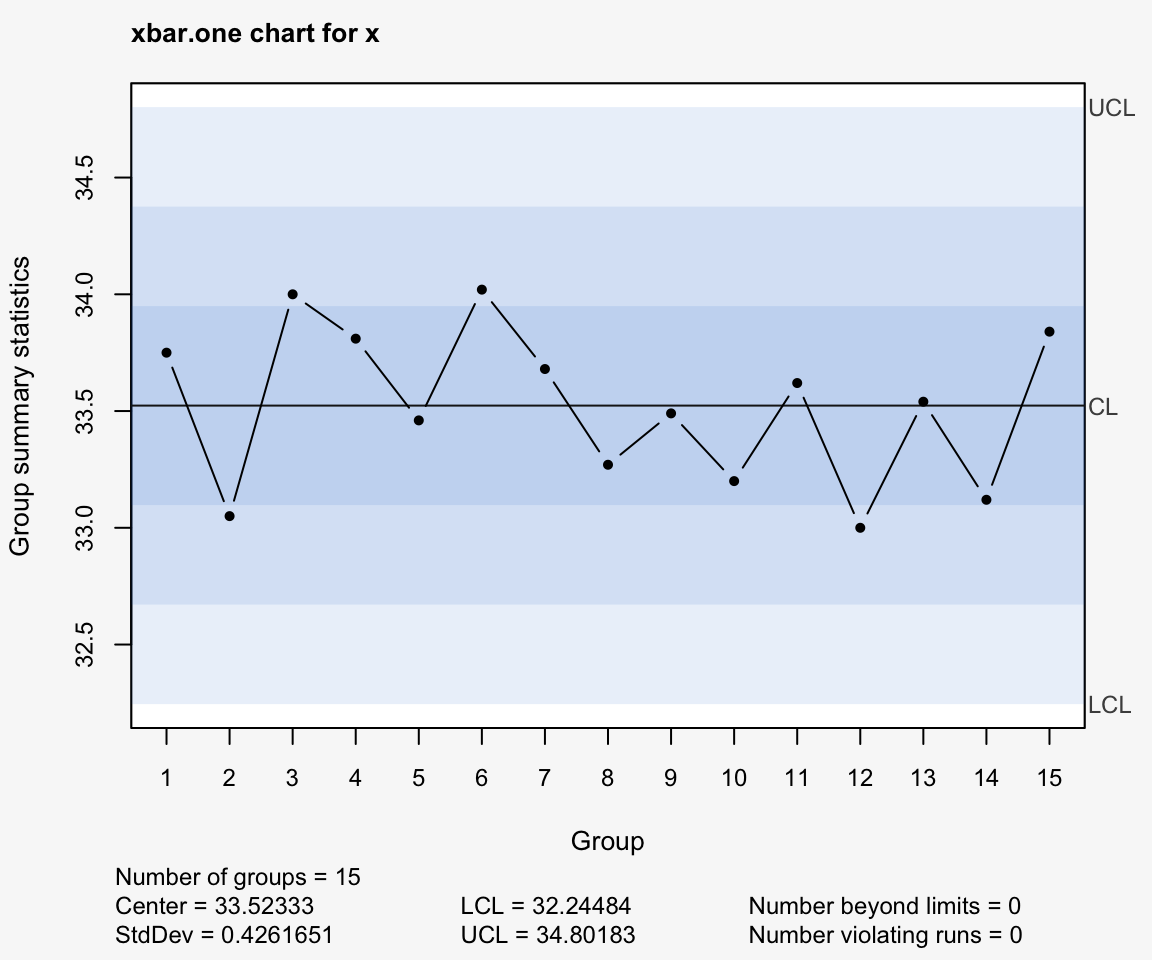 xbar.one chart for x
UCL
34.5
34.0
Group summary statistics
33.5
CL
33.0
32.5
LCL
1 2 3 4 5 6 7 8 9 10 11 12 13 14 15
Group
Number of groups = 15
Center = 33.52333 LCL = 32.24484 Number beyond limits = 0
StdDev = 0.4261651 UCL = 34.80183 Number violating runs = 0